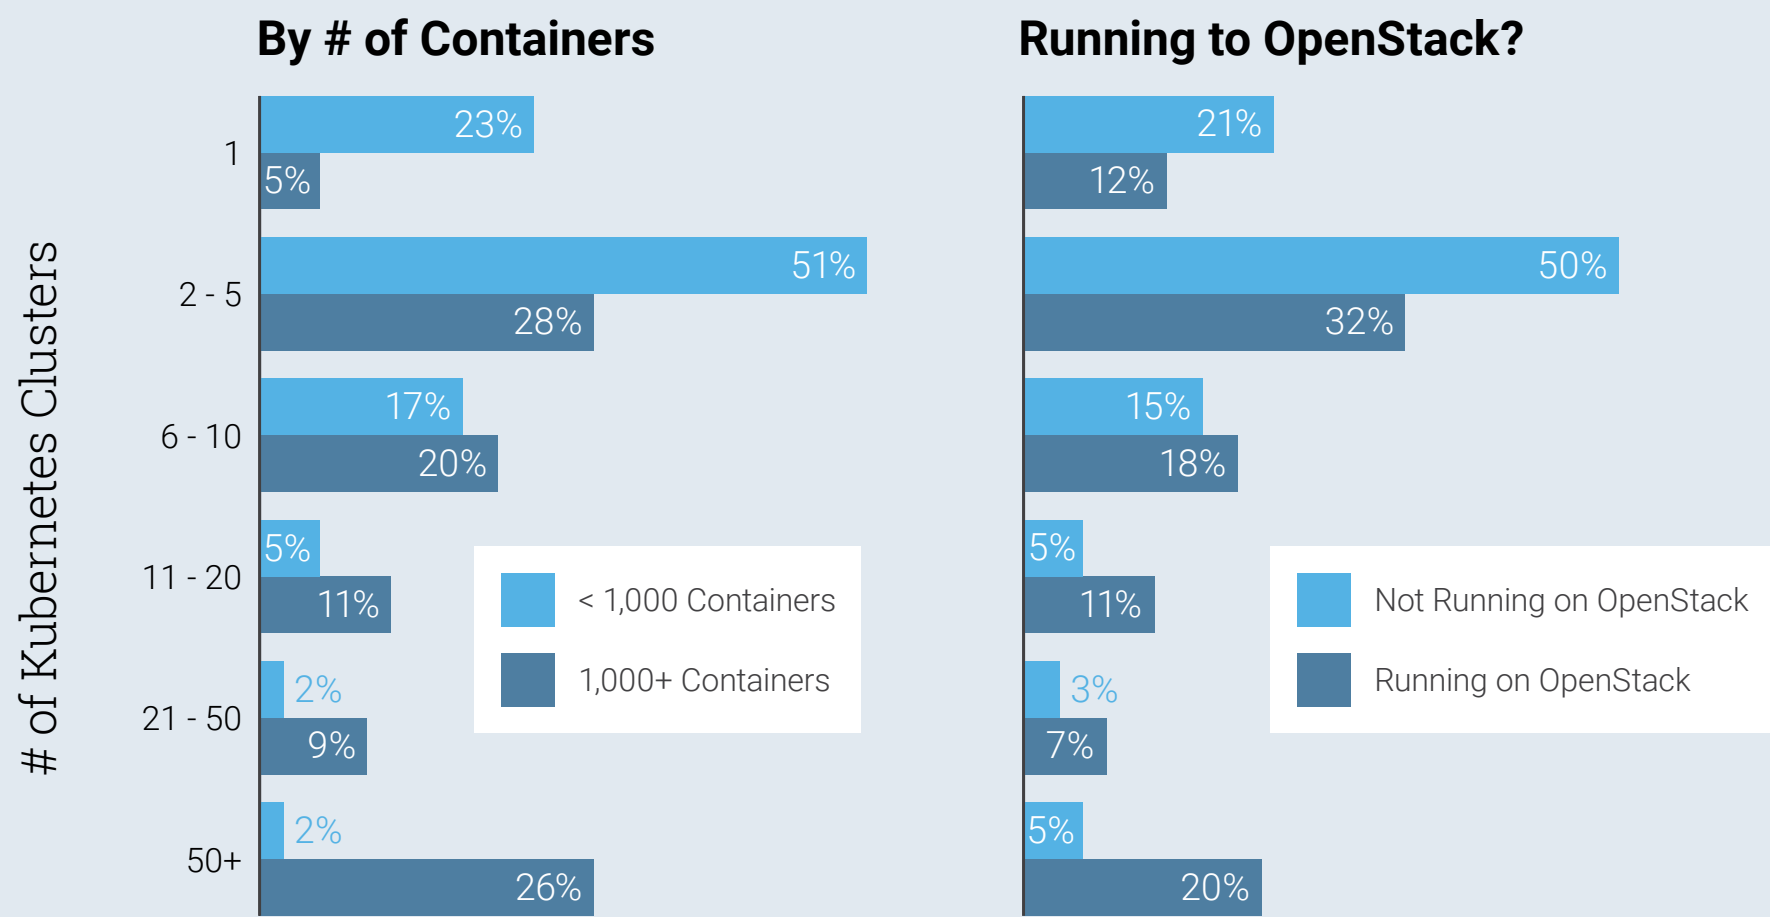 By # of Containers
Running to OpenStack?
# of Kubernetes Clusters
1
23%
5%
21%
12%
2 - 5
51%
28%
50%
32%
6 - 10
17%
20%
15%
18%
11 - 20
5%
11%
5%
11%
21 - 50
2%
9%
3%
7%
50+
2%
26%
5%
20%
< 1,000 Containers
1,000+ Containers
Not Running on OpenStack
Running on OpenStack